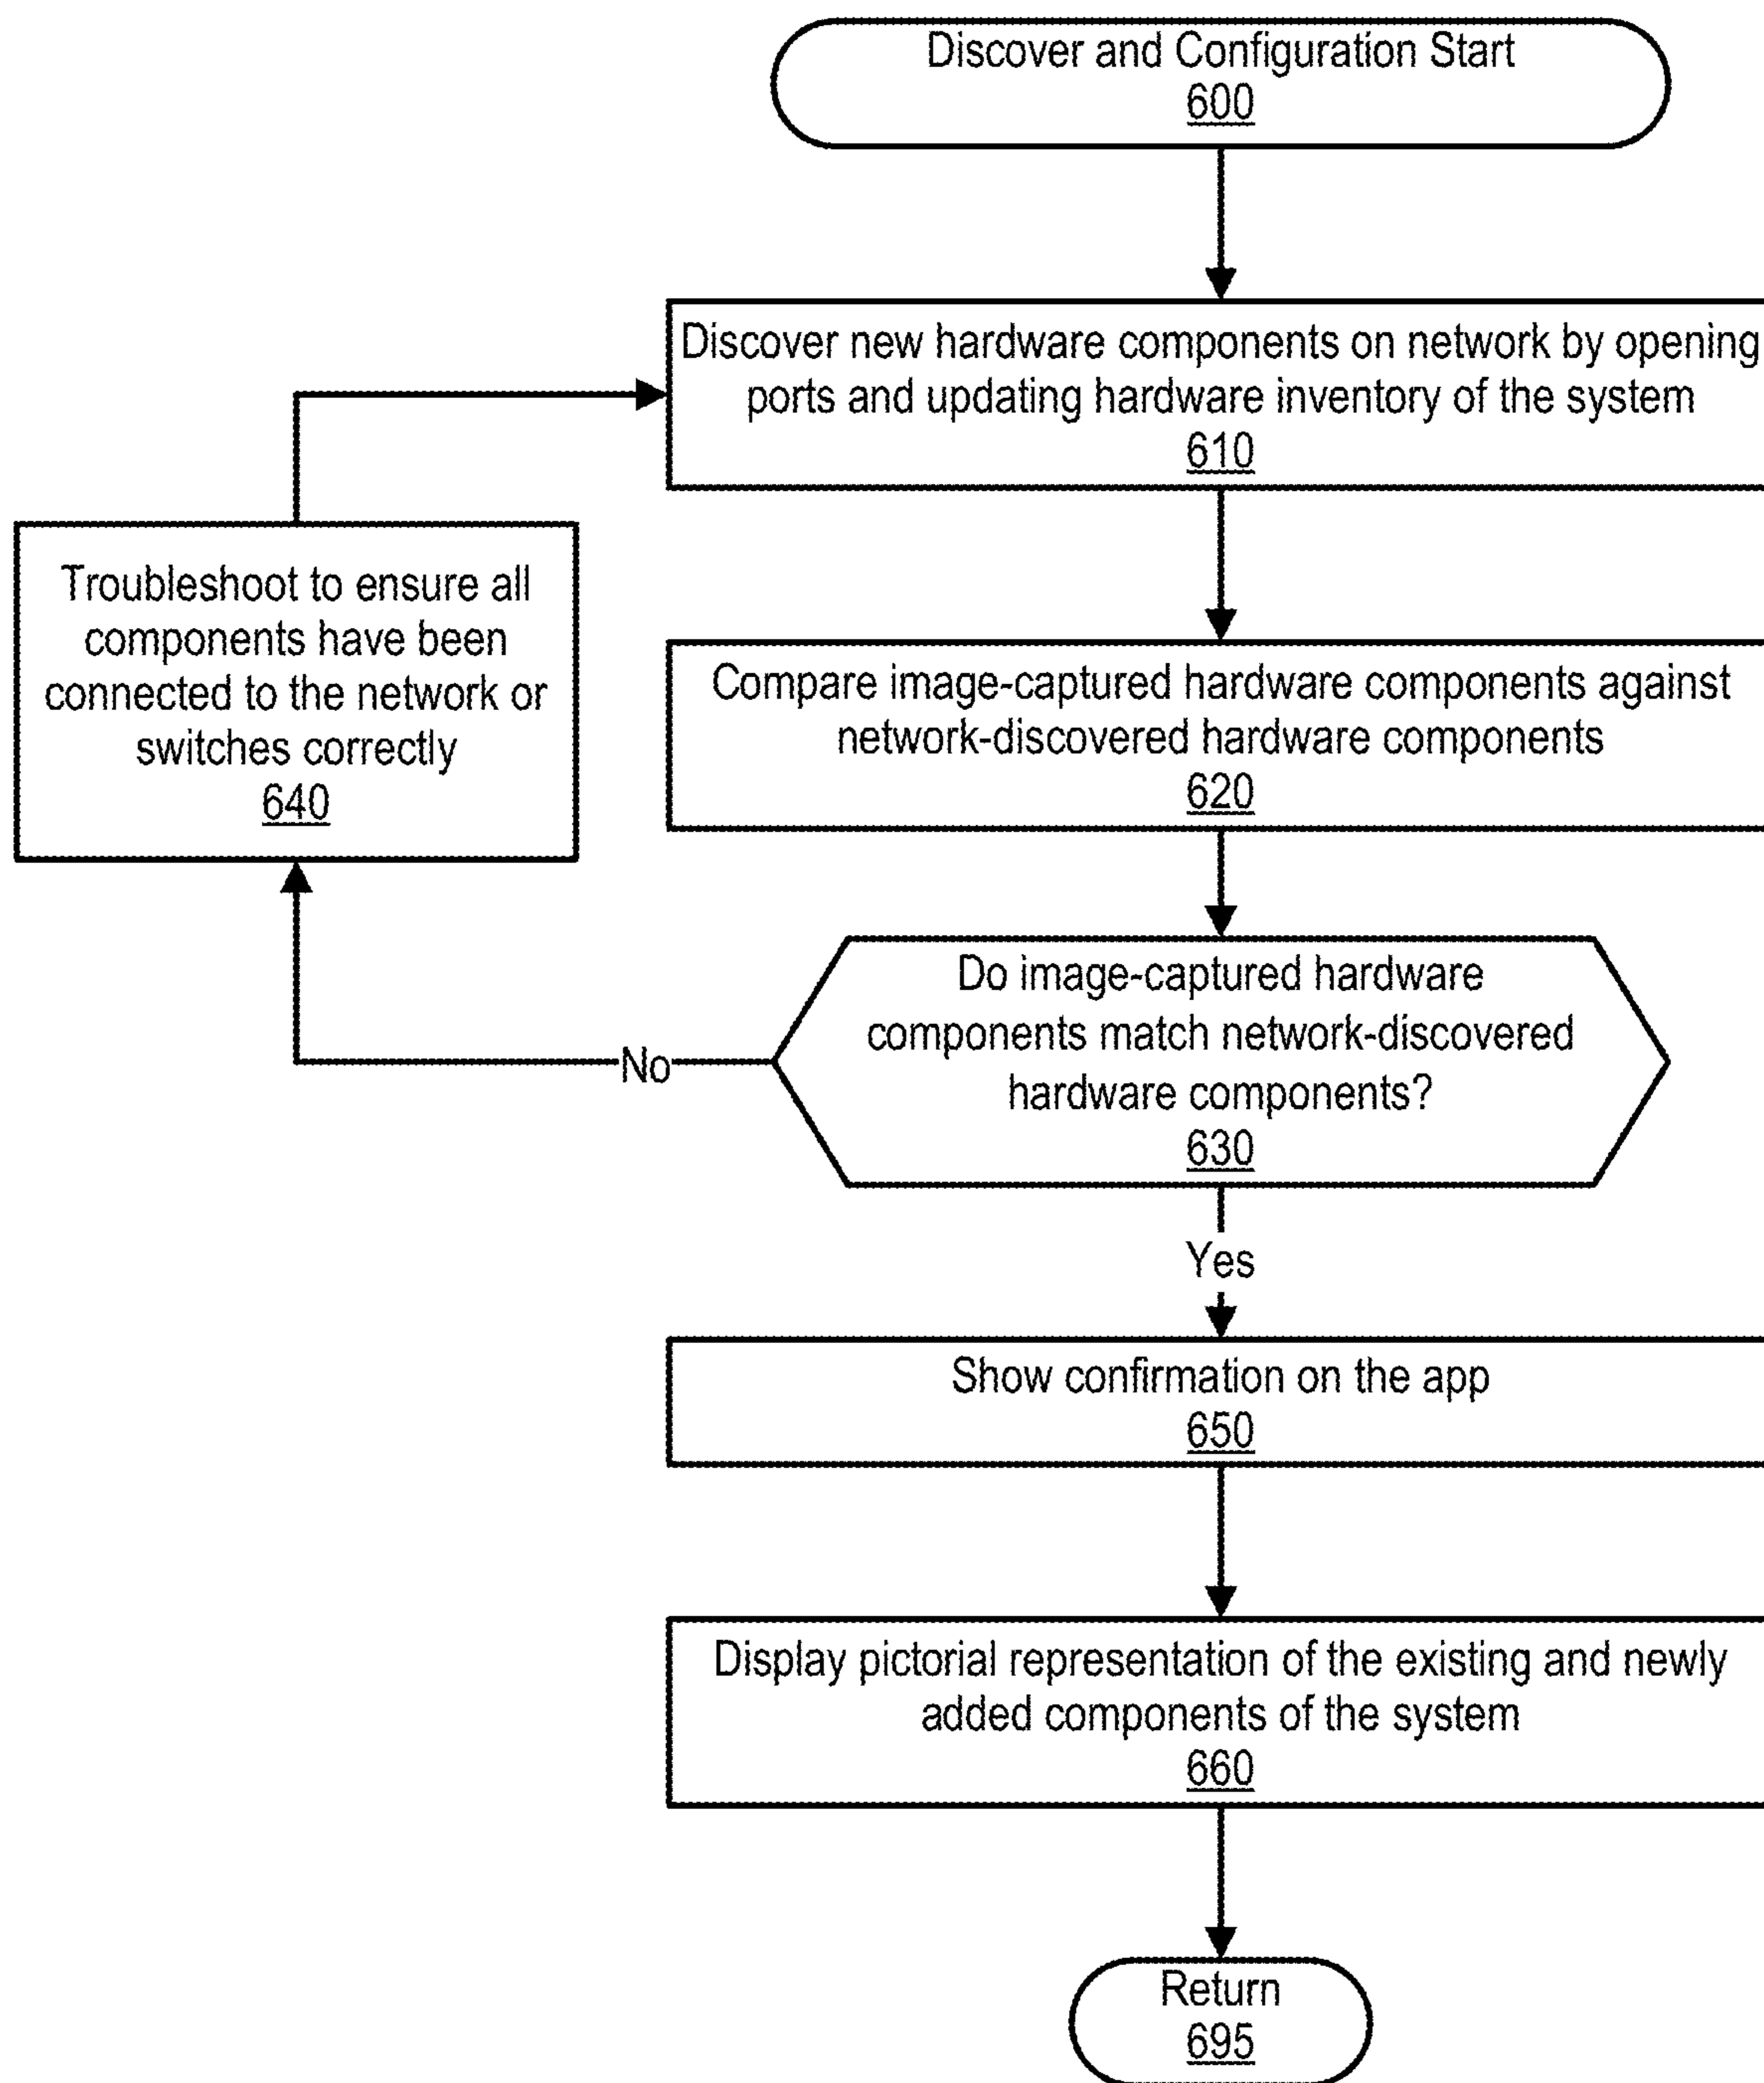 Discover and Configuration Start
600
Discover new hardware components on network by opening
ports and updating hardware inventory of the system
610
Troubleshoot to ensure all
components have been
connected to the network or
switches correctly
640
Compare image-captured hardware components against
network-discovered hardware components
620
Do image-captured hardware
components match network-discovered
hardware components?
630
No
Yes
Show confirmation on the app
650
Display pictorial representation of the existing and newly
added components of the system
660
Return
695